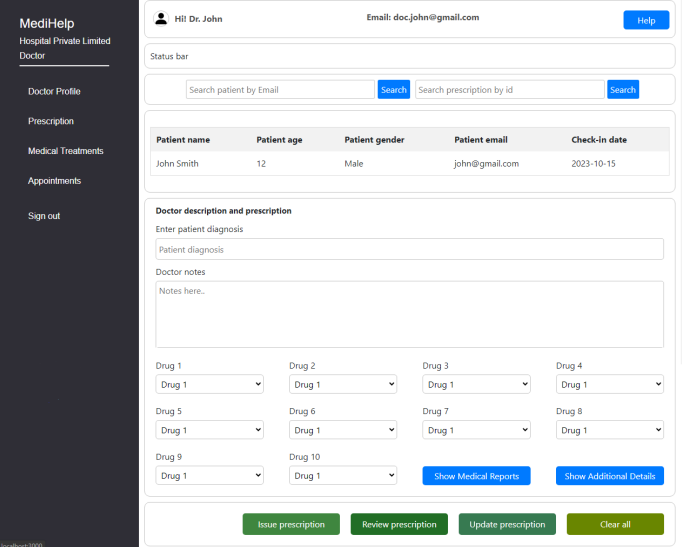 MediHelp
Hospital Private Limited
Doctor
Doctor Profile
Prescription
Medical Treatments
Appointments
Sign out
Hi! Dr. John
Email: doc.john@gmail.com
Help
Status bar
Search patient by Email Search Search prescription by id Search
Patient name Patient age Patient gender Patient email Check-in date
John Smith 12 Male john@gmail.com 2023-10-15
Doctor description and prescription
Enter patient diagnosis
Patient diagnosis
Doctor notes
Notes here..
Drug 1 Drug 2 Drug 3 Drug 4
Drug 1 Drug 1 Drug 1 Drug 1
Drug 5 Drug 6 Drug 7 Drug 8
Drug 1 Drug 1 Drug 1 Drug 1
Drug 9 Drug 10
Drug 1 Drug 1 Show Medical Reports Show Additional Details
Issue prescription Review prescription Update prescription Clear all
localhost:3000